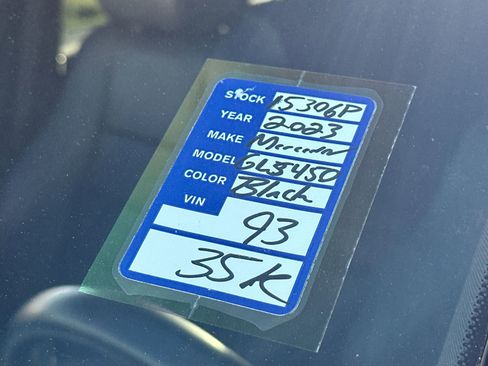 STOCK 15306P
YEAR 2023
MAKE Mercedes
MODEL GLS450
COLOR Black
VIN
93
35K